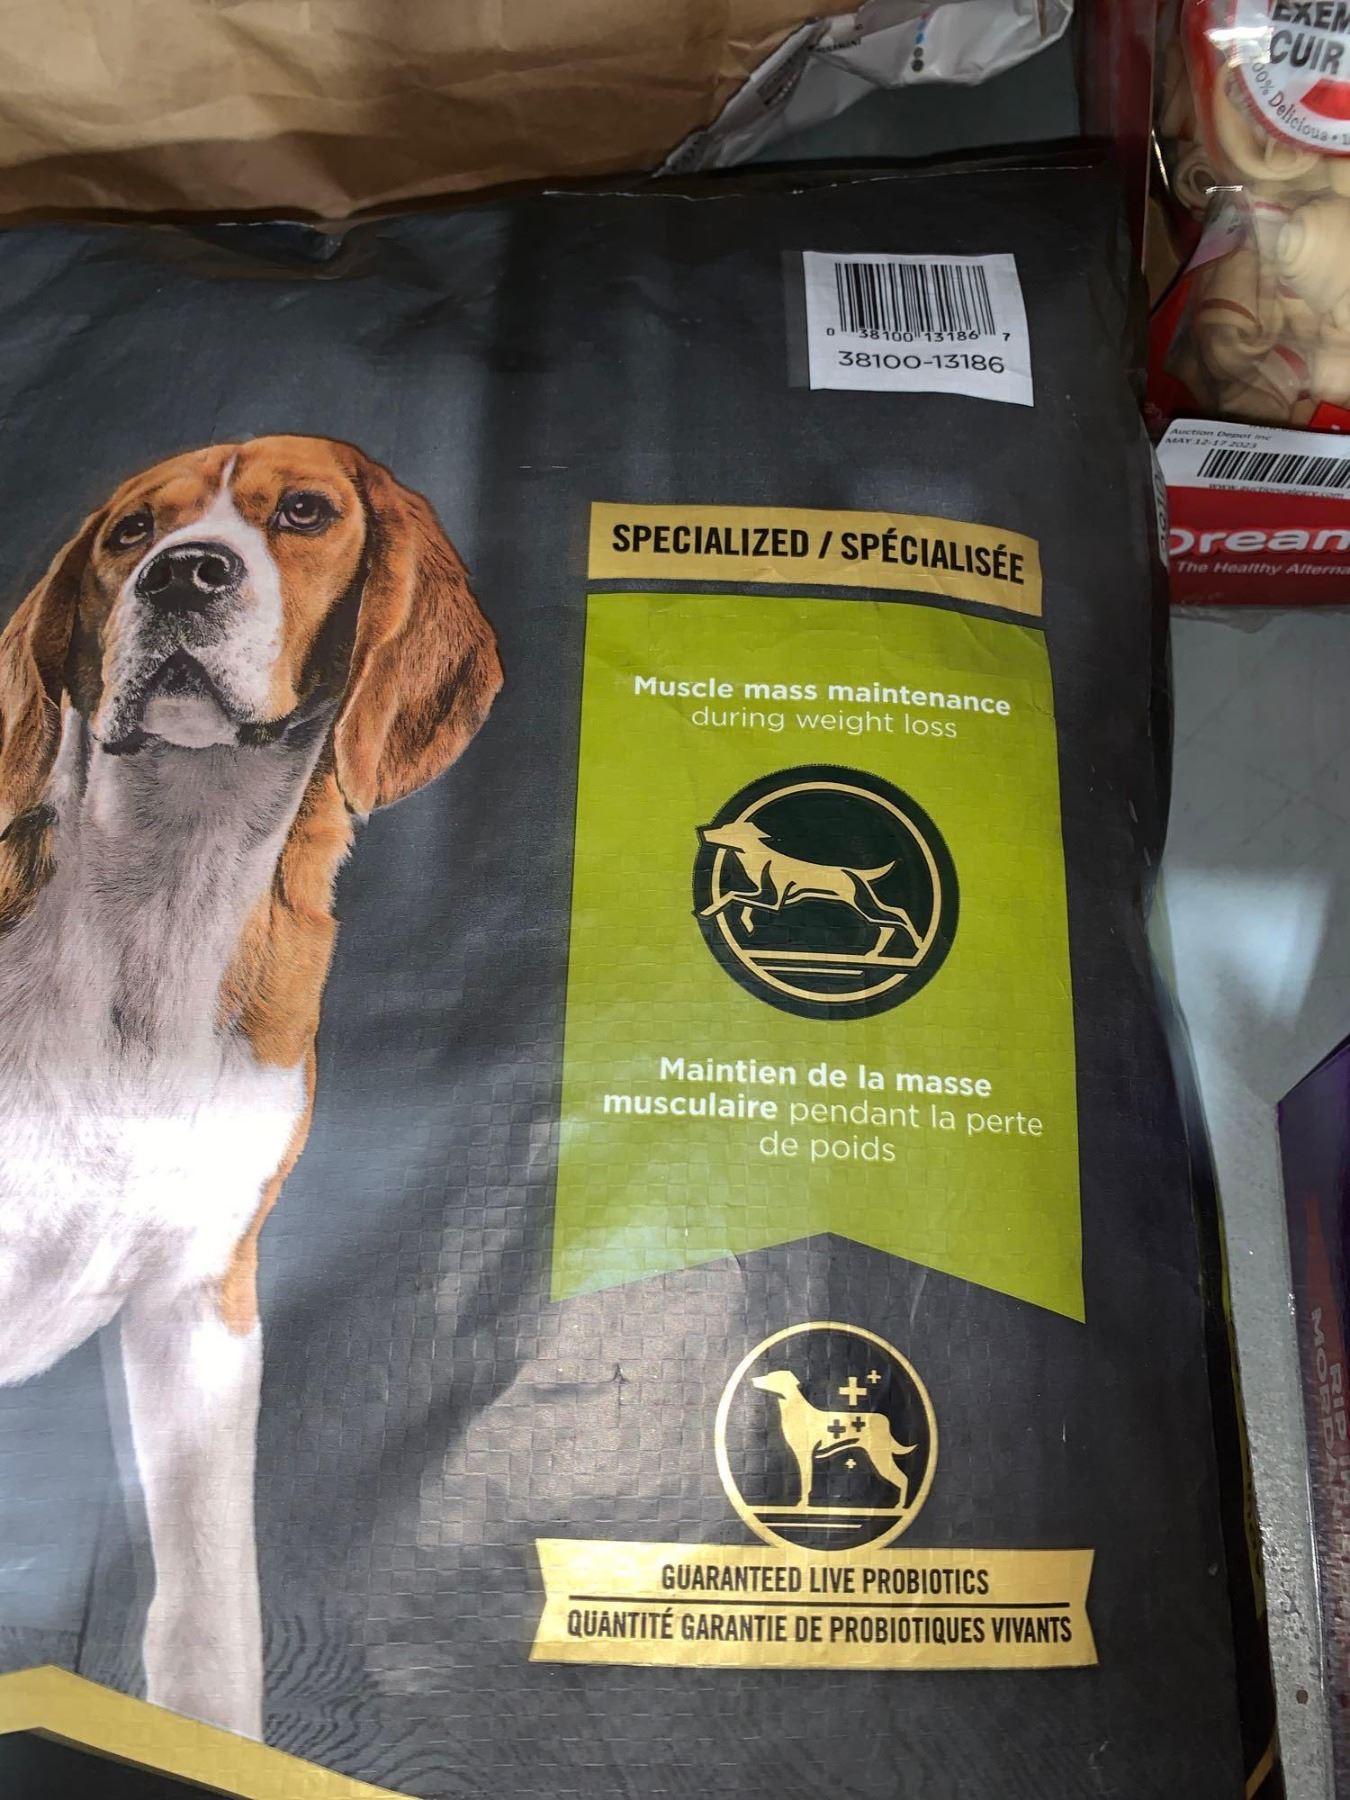 EXEM
CUIR
100% Delicious • 1
0 38100 13186 7
38100-13186
Auction Depot Inc
MAY 12-17 2023
Drean
The Healthy Alterna
SPECIALIZED / SPÉCIALISÉE
Muscle mass maintenance
during weight loss
Maintien de la masse
musculaire pendant la perte
de poids
GUARANTEED LIVE PROBIOTICS
QUANTITÉ GARANTIE DE PROBIOTIQUES VIVANTS